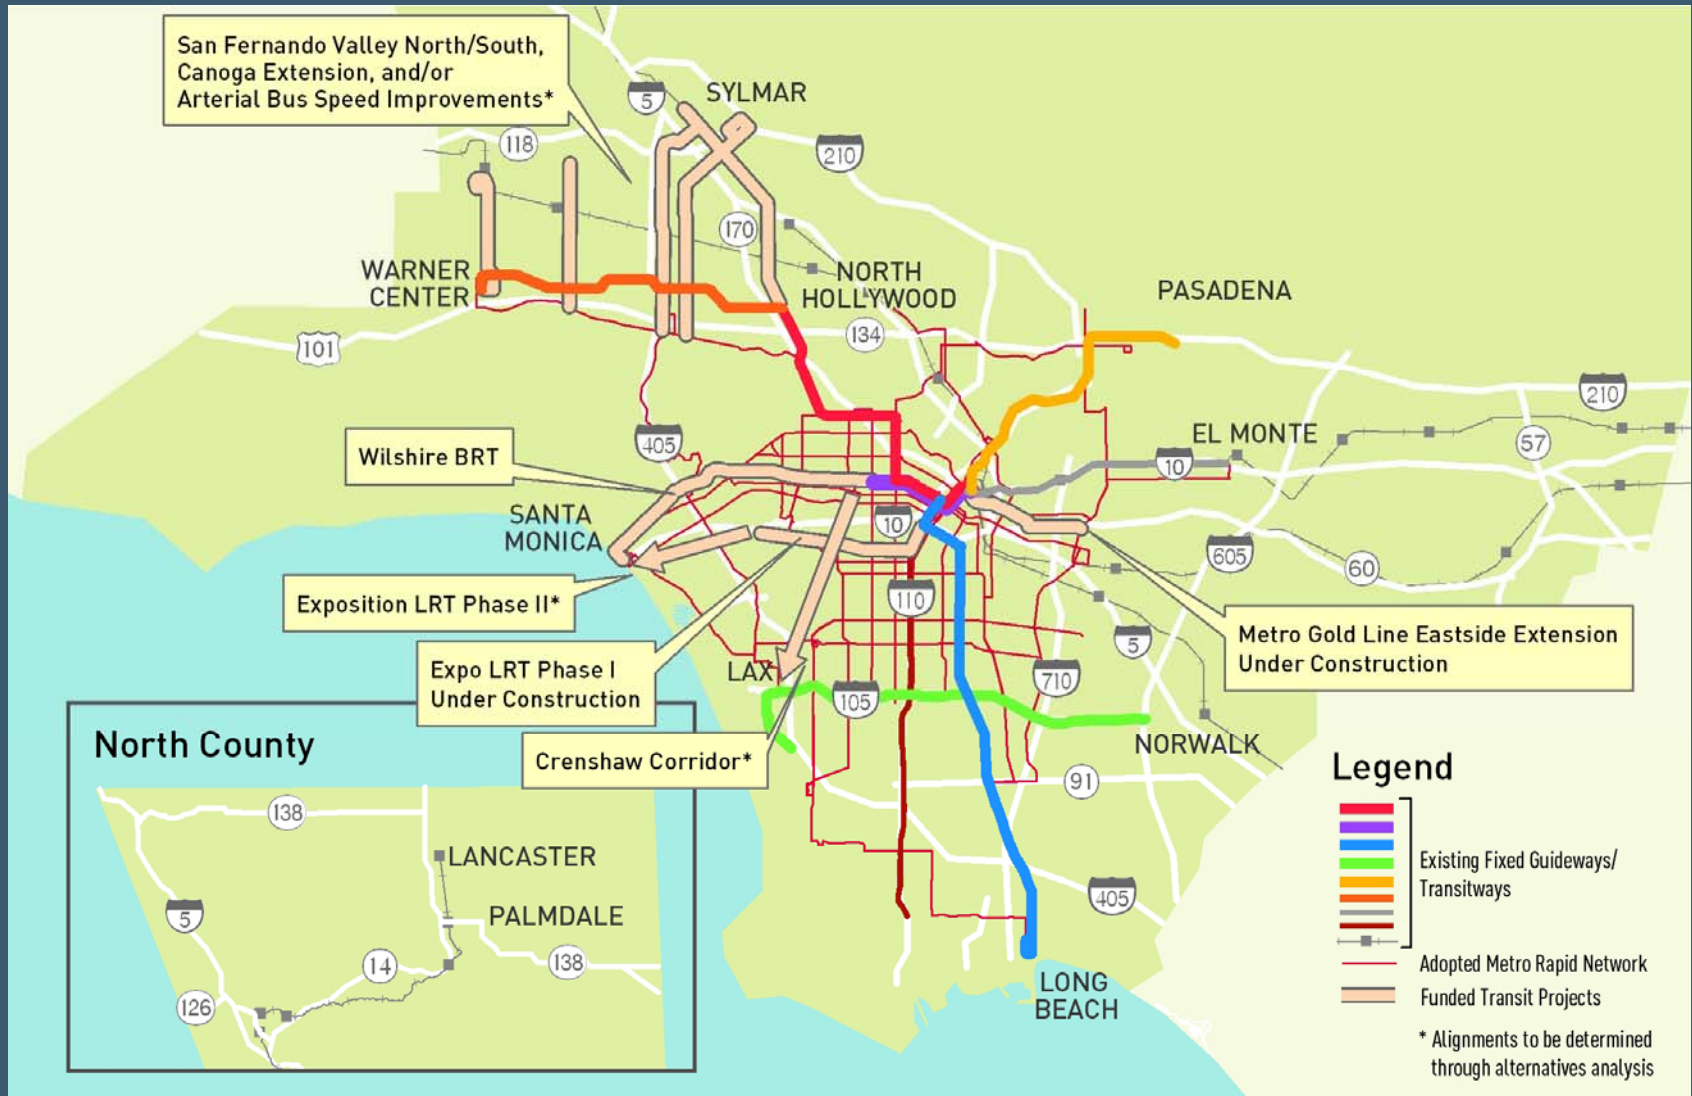 San Fernando Valley North/South,
Canoga Extension, and/or
Arterial Bus Speed Improvements*
5
SYLMAR
118
210
170
WARNER
CENTER
NORTH
HOLLYWOOD
PASADENA
101
134
210
405
EL MONTE
57
10
Wilshire BRT
SANTA
MONICA
10
605
60
Exposition LRT Phase II*
110
5
Metro Gold Line Eastside Extension
Under Construction
Expo LRT Phase I
Under Construction
LAX
105
710
NORWALK
Crenshaw Corridor*
91
405
LONG
BEACH
North County
138
LANCASTER
5
PALMDALE
14
138
126
Legend
Existing Fixed Guideways/
Transitways
Adopted Metro Rapid Network
Funded Transit Projects
* Alignments to be determined
through alternatives analysis